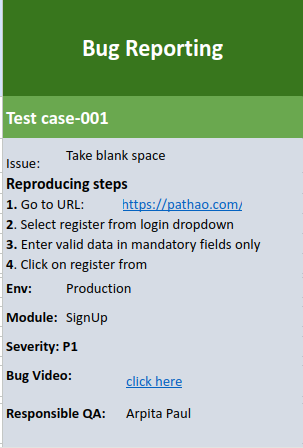 Bug Reporting
Test case-001
Issue: Take blank space
Reproducing steps
1. Go to URL: https://pathao.com/
2. Select register from login dropdown
3. Enter valid data in mandatory fields only
4. Click on register from
Env: Production
Module: SignUp
Severity: P1
Bug Video: click here
Responsible QA: Arpita Paul